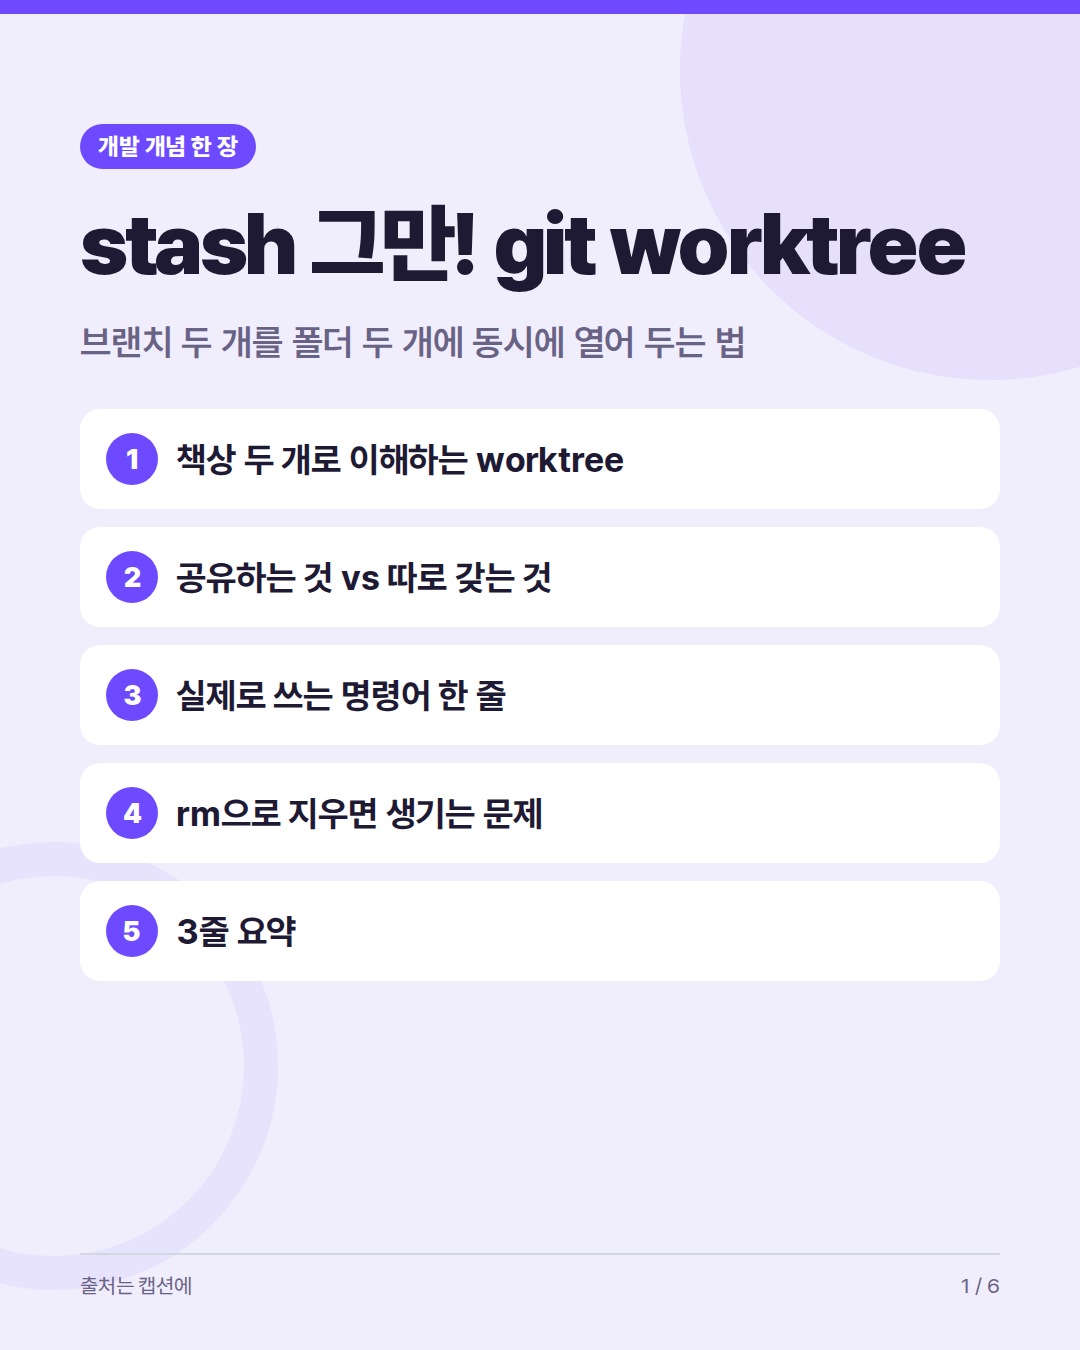 개발 개념 한 장
stash 그만! git worktree
브랜치 두 개를 폴더 두 개에 동시에 열어 두는 법
1 책상 두 개로 이해하는 worktree
2 공유하는 것 vs 따로 갖는 것
3 실제로 쓰는 명령어 한 줄
4 rm으로 지우면 생기는 문제
5 3줄 요약
출처는 캡션에
1 / 6